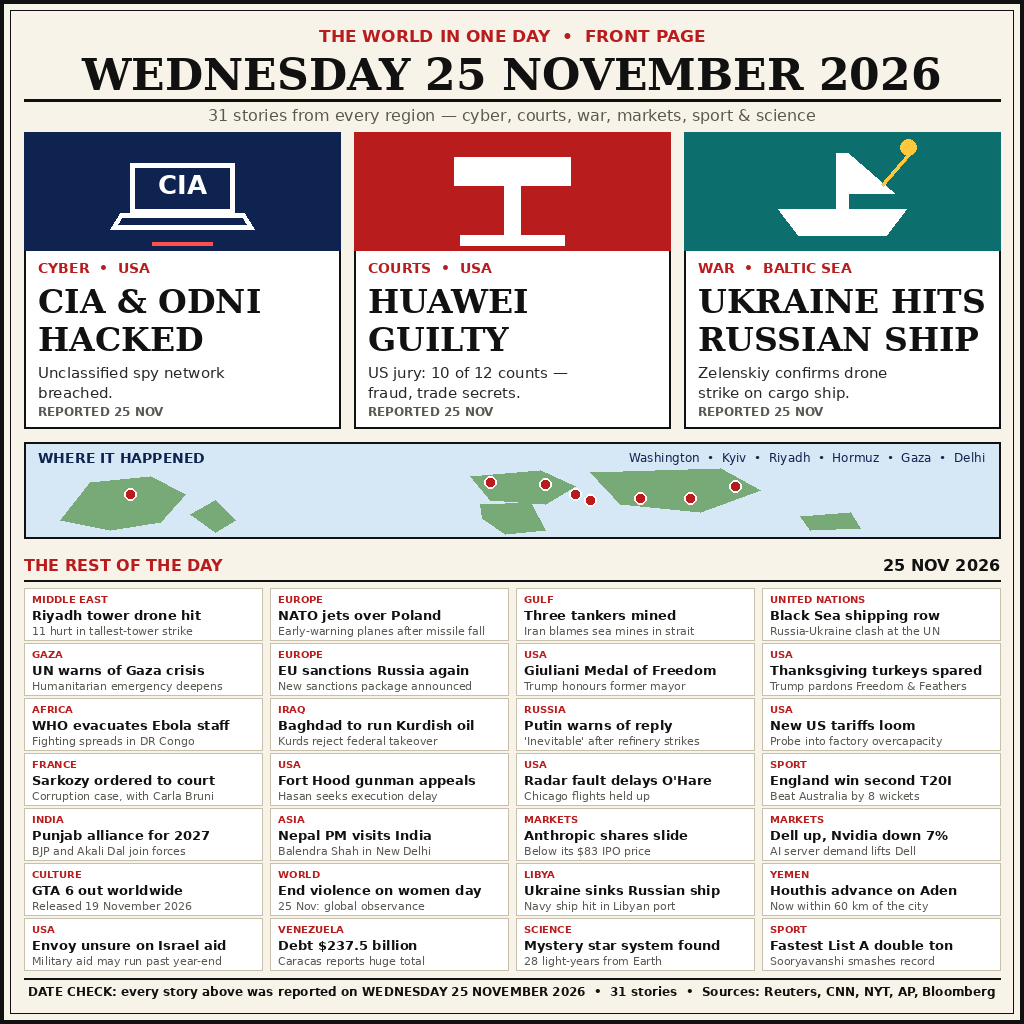 THE WORLD IN ONE DAY • FRONT PAGE
WEDNESDAY 25 NOVEMBER 2026
31 stories from every region — cyber, courts, war, markets, sport & science
CIA
CYBER • USA
CIA & ODNI
HACKED
Unclassified spy network
breached.
REPORTED 25 NOV
COURTS • USA
HUAWEI
GUILTY
US jury: 10 of 12 counts —
fraud, trade secrets.
REPORTED 25 NOV
WAR • BALTIC SEA
UKRAINE HITS
RUSSIAN SHIP
Zelenskiy confirms drone
strike on cargo ship.
REPORTED 25 NOV
WHERE IT HAPPENED
Washington • Kyiv • Riyadh • Hormuz • Gaza • Delhi
THE REST OF THE DAY
25 NOV 2026
MIDDLE EAST
Riyadh tower drone hit
11 hurt in tallest-tower strike
EUROPE
NATO jets over Poland
Early-warning planes after missile fall
GULF
Three tankers mined
Iran blames sea mines in strait
UNITED NATIONS
Black Sea shipping row
Russia-Ukraine clash at the UN
GAZA
UN warns of Gaza crisis
Humanitarian emergency deepens
EUROPE
EU sanctions Russia again
New sanctions package announced
USA
Giuliani Medal of Freedom
Trump honours former mayor
USA
Thanksgiving turkeys spared
Trump pardons Freedom & Feathers
AFRICA
WHO evacuates Ebola staff
Fighting spreads in DR Congo
IRAQ
Baghdad to run Kurdish oil
Kurds reject federal takeover
RUSSIA
Putin warns of reply
'Inevitable' after refinery strikes
USA
New US tariffs loom
Probe into factory overcapacity
FRANCE
Sarkozy ordered to court
Corruption case, with Carla Bruni
USA
Fort Hood gunman appeals
Hasan seeks execution delay
USA
Radar fault delays O'Hare
Chicago flights held up
SPORT
England win second T20I
Beat Australia by 8 wickets
INDIA
Punjab alliance for 2027
BJP and Akali Dal join forces
ASIA
Nepal PM visits India
Balendra Shah in New Delhi
MARKETS
Anthropic shares slide
Below its $83 IPO price
MARKETS
Dell up, Nvidia down 7%
AI server demand lifts Dell
CULTURE
GTA 6 out worldwide
Released 19 November 2026
WORLD
End violence on women day
25 Nov: global observance
LIBYA
Ukraine sinks Russian ship
Navy ship hit in Libyan port
YEMEN
Houthis advance on Aden
Now within 60 km of the city
USA
Envoy unsure on Israel aid
Military aid may run past year-end
VENEZUELA
Debt $237.5 billion
Caracas reports huge total
SCIENCE
Mystery star system found
28 light-years from Earth
SPORT
Fastest List A double ton
Sooryavanshi smashes record
DATE CHECK: every story above was reported on WEDNESDAY 25 NOVEMBER 2026 • 31 stories • Sources: Reuters, CNN, NYT, AP, Bloomberg